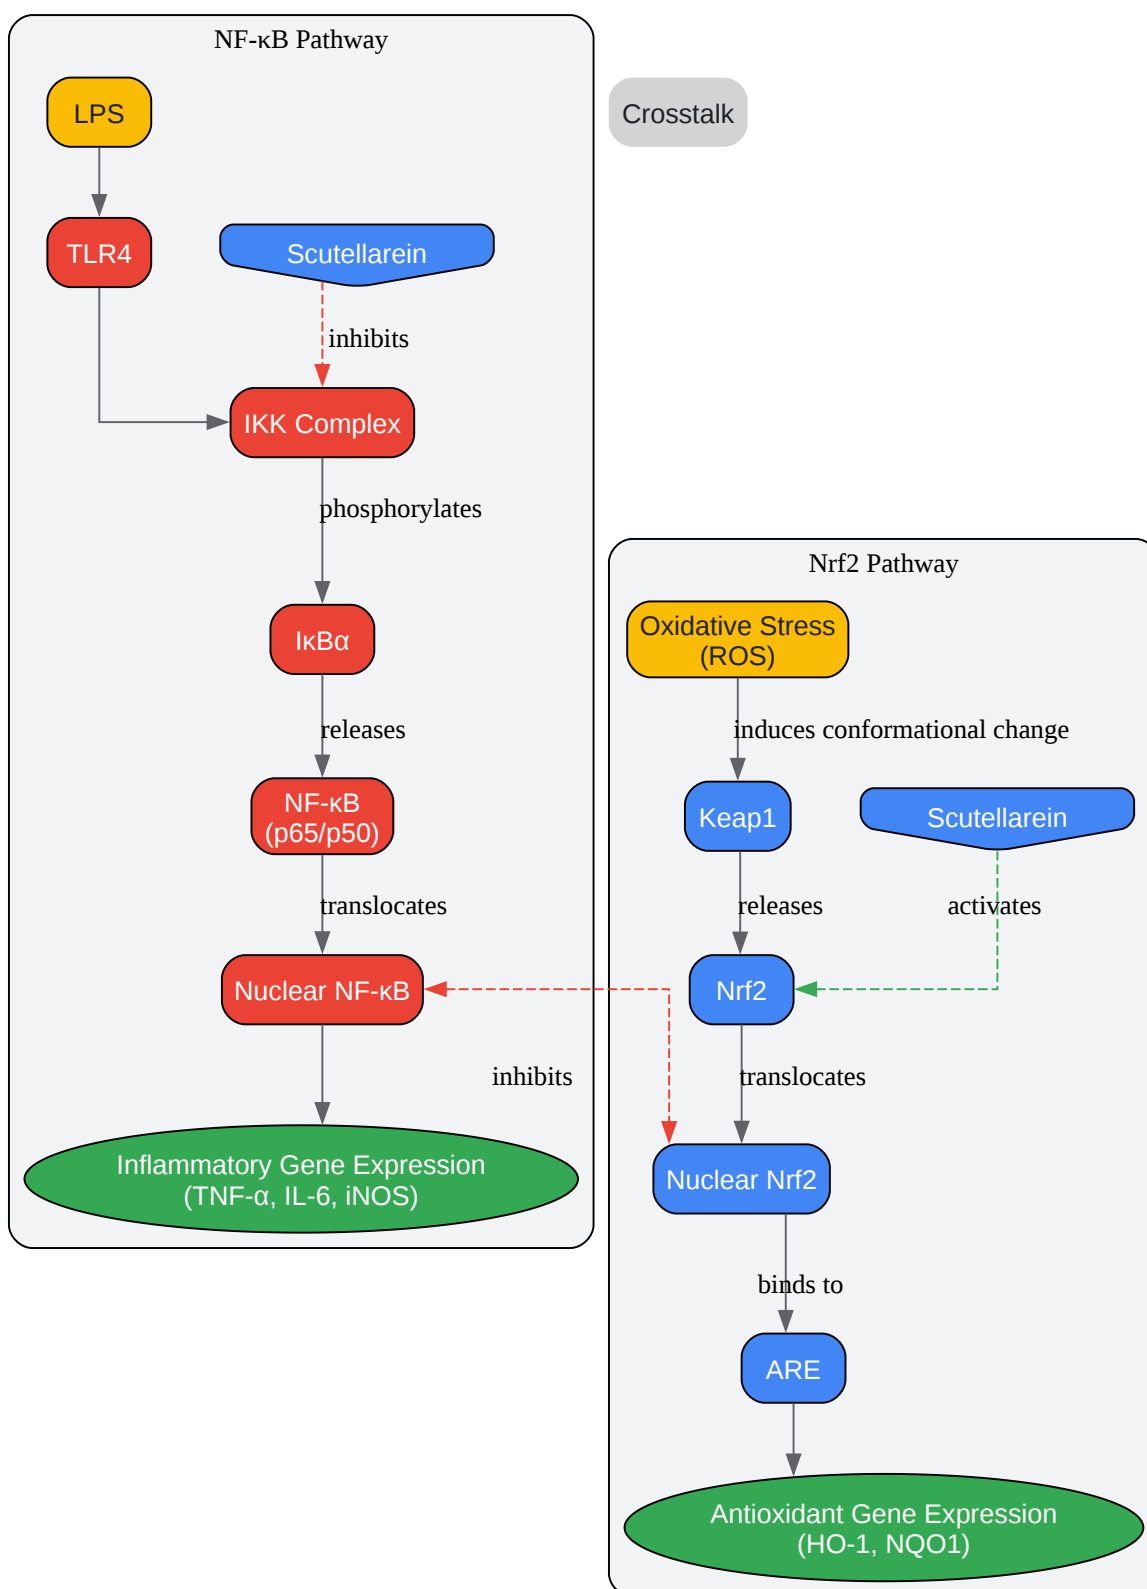 NF-κB Pathway
LPS
Crosstalk
TLR4
Scutellarein
inhibits
IKK Complex
phosphorylates
IκBα
releases
NF-κB
(p65/p50)
translocates
Nuclear NF-κB
inhibits
Inflammatory Gene Expression
(TNF-α, IL-6, iNOS)
Nrf2 Pathway
Oxidative Stress
(ROS)
induces conformational change
Keap1
Scutellarein
releases
activates
Nrf2
translocates
Nuclear Nrf2
binds to
ARE
Antioxidant Gene Expression
(HO-1, NQO1)